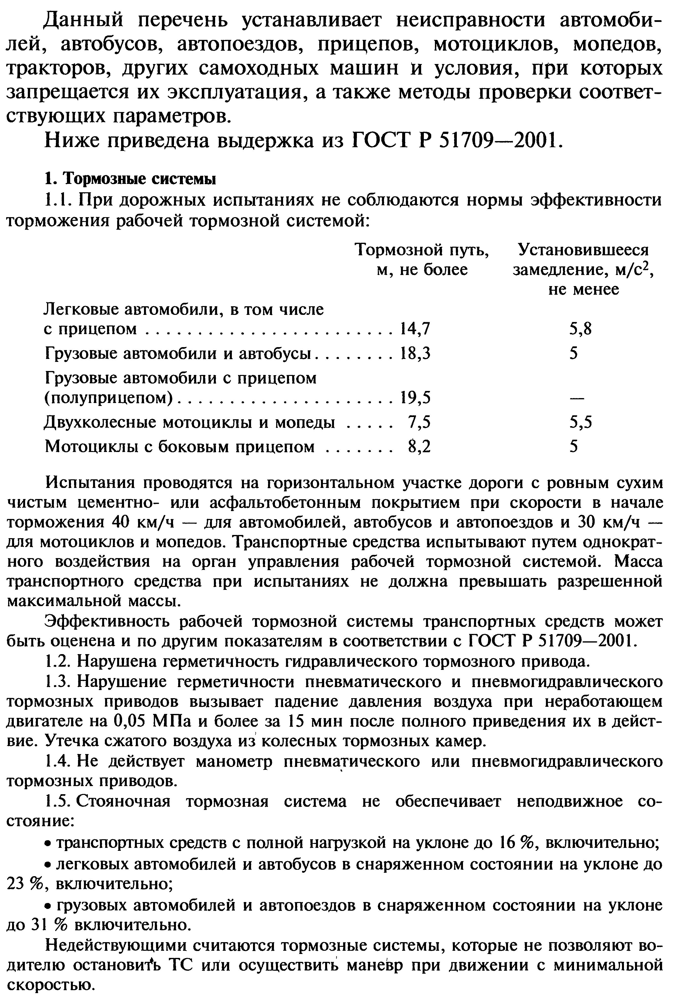 Данный перечень устанавливает неисправности автомоби-
лей, автобусов, автопоездов, прицепов, мотоциклов, мопедов,
тракторов, других самоходных машин и условия, при которых
запрещается их эксплуатация, а также методы проверки соответ-
ствующих параметров.
Ниже приведена выдержка из ГОСТ Р 51709—2001.
1. Тормозные системы
1.1. При дорожных испытаниях не соблюдаются нормы эффективности
торможения рабочей тормозной системой:
Тормозной путь, Установившееся
м, не более замедление, м/с²,
не менее
Легковые автомобили, в том числе
с прицепом . . . . . . . . . . . . . . . . . . . . . . . . 14,7 5,8
Грузовые автомобили и автобусы . . . . . . . . 18,3 5
Грузовые автомобили с прицепом
(полуприцепом) . . . . . . . . . . . . . . . . . . . . . 19,5 —
Двухколесные мотоциклы и мопеды . . . . . 7,5 5,5
Мотоциклы с боковым прицепом . . . . . . . 8,2 5
Испытания проводятся на горизонтальном участке дороги с ровным сухим
чистым цементно- или асфальтобетонным покрытием при скорости в начале
торможения 40 км/ч — для автомобилей, автобусов и автопоездов и 30 км/ч —
для мотоциклов и мопедов. Транспортные средства испытывают путем однократ-
ного воздействия на орган управления рабочей тормозной системой. Масса
транспортного средства при испытаниях не должна превышать разрешенной
максимальной массы.
Эффективность рабочей тормозной системы транспортных средств может
быть оценена и по другим показателям в соответствии с ГОСТ Р 51709—2001.
1.2. Нарушена герметичность гидравлического тормозного привода.
1.3. Нарушение герметичности пневматического и пневмогидравлического
тормозных приводов вызывает падение давления воздуха при неработающем
двигателе на 0,05 МПа и более за 15 мин после полного приведения их в дейст-
вие. Утечка сжатого воздуха из колесных тормозных камер.
1.4. Не действует манометр пневматического или пневмогидравлического
тормозных приводов.
1.5. Стояночная тормозная система не обеспечивает неподвижное со-
стояние:
• транспортных средств с полной нагрузкой на уклоне до 16 %, включительно;
• легковых автомобилей и автобусов в снаряженном состоянии на уклоне до
23 %, включительно;
• грузовых автомобилей и автопоездов в снаряженном состоянии на уклоне
до 31 % включительно.
Недействующими считаются тормозные системы, которые не позволяют во-
дителю остановить ТС или осуществить маневр при движении с минимальной
скоростью.